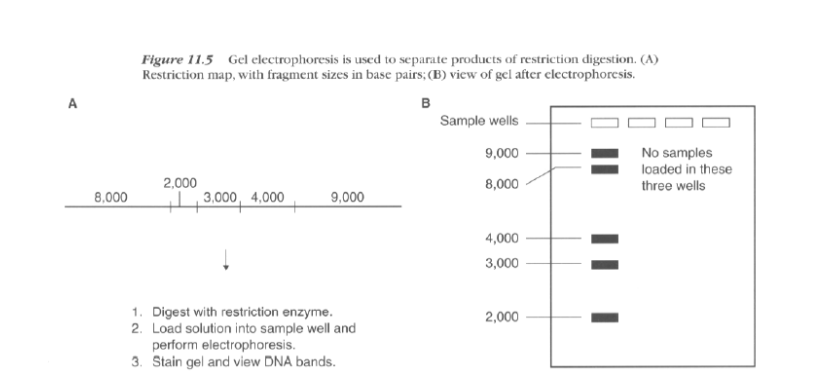 Figure 11.5 Gel electrophoresis is used to separate products of restriction digestion. (A)
Restriction map, with fragment sizes in base pairs; (B) view of gel after electrophoresis.
A
8,000
2,000
3,000
4,000
9,000
1. Digest with restriction enzyme.
2. Load solution into sample well and
perform electrophoresis.
3. Stain gel and view DNA bands.
B
Sample wells
9,000
8,000
4,000
3,000
2,000
No samples
loaded in these
three wells